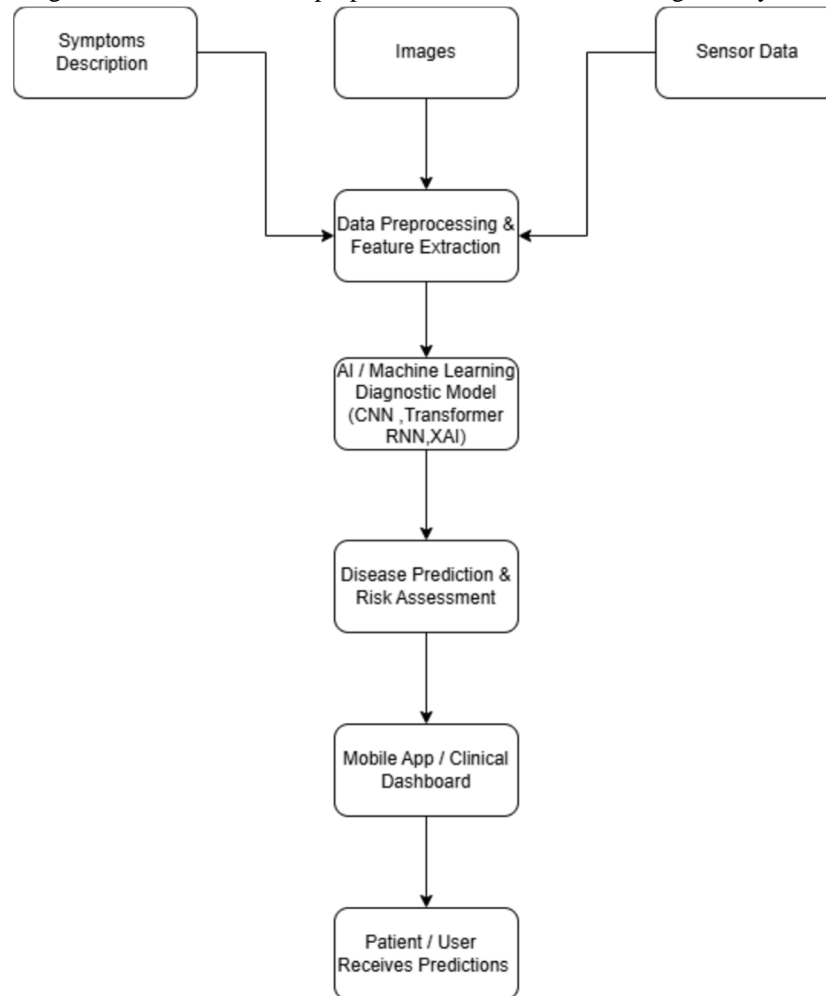 Symptoms
Description
Images
Sensor Data
Data Preprocessing &
Feature Extraction
AI / Machine Learning
Diagnostic Model
(CNN ,Transformer
RNN,XAI)
Disease Prediction &
Risk Assessment
Mobile App / Clinical
Dashboard
Patient / User
Receives Predictions